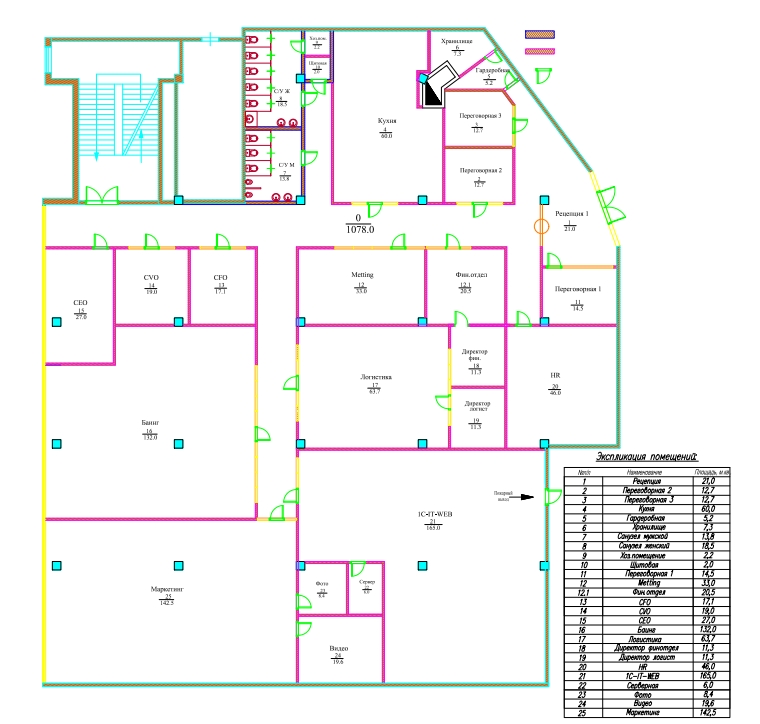 Хоз.пом.
9
2.2
Щитовая
10
2.0
Хранилище
6
7.3
Гардеробная
5
5.2
С/У Ж
8
18.5
Кухня
4
60.0
Переговорная 3
3
12.7
С/У М
7
13.8
Переговорная 2
2
12.7
0
1078.0
Рецепция 1
1
21.0
CEO
15
27.0
CVO
14
19.0
CFO
13
17.1
Metting
12
33.0
Фин.отдел
12.1
20.5
Переговорная 1
11
14.5
Директор
фин.
18
11.3
Логистика
17
63.7
HR
20
46.0
Директор
логист
19
11.3
Баинг
16
132.0
Пожарный
выход
1C-IT-WEB
21
165.0
Маркетинг
25
142.5
Фото
23
8.4
Сервер
22
6.0
Видео
24
19.6
Экспликация помещений:
№п/п Наименование Площадь, м кв
1 Рецепция 21,0
2 Переговорная 2 12,7
3 Переговорная 3 12,7
4 Кухня 60,0
5 Гардеробная 5,2
6 Хранилище 7,3
7 Санузел мужской 13,8
8 Санузел женский 18,5
9 Хоз.помещение 2,2
10 Щитовая 2,0
11 Переговорная 1 14,5
12 Metting 33,0
12.1 Фин.отдел 20,5
13 CFO 17,1
14 CVO 19,0
15 CEO 27,0
16 Баинг 132,0
17 Логистика 63,7
18 Директор финотдел 11,3
19 Директор логист 11,3
20 HR 46,0
21 1C-IT-WEB 165,0
22 Серверная 6,0
23 Фото 8,4
24 Видео 19,6
25 Маркетинг 142,5